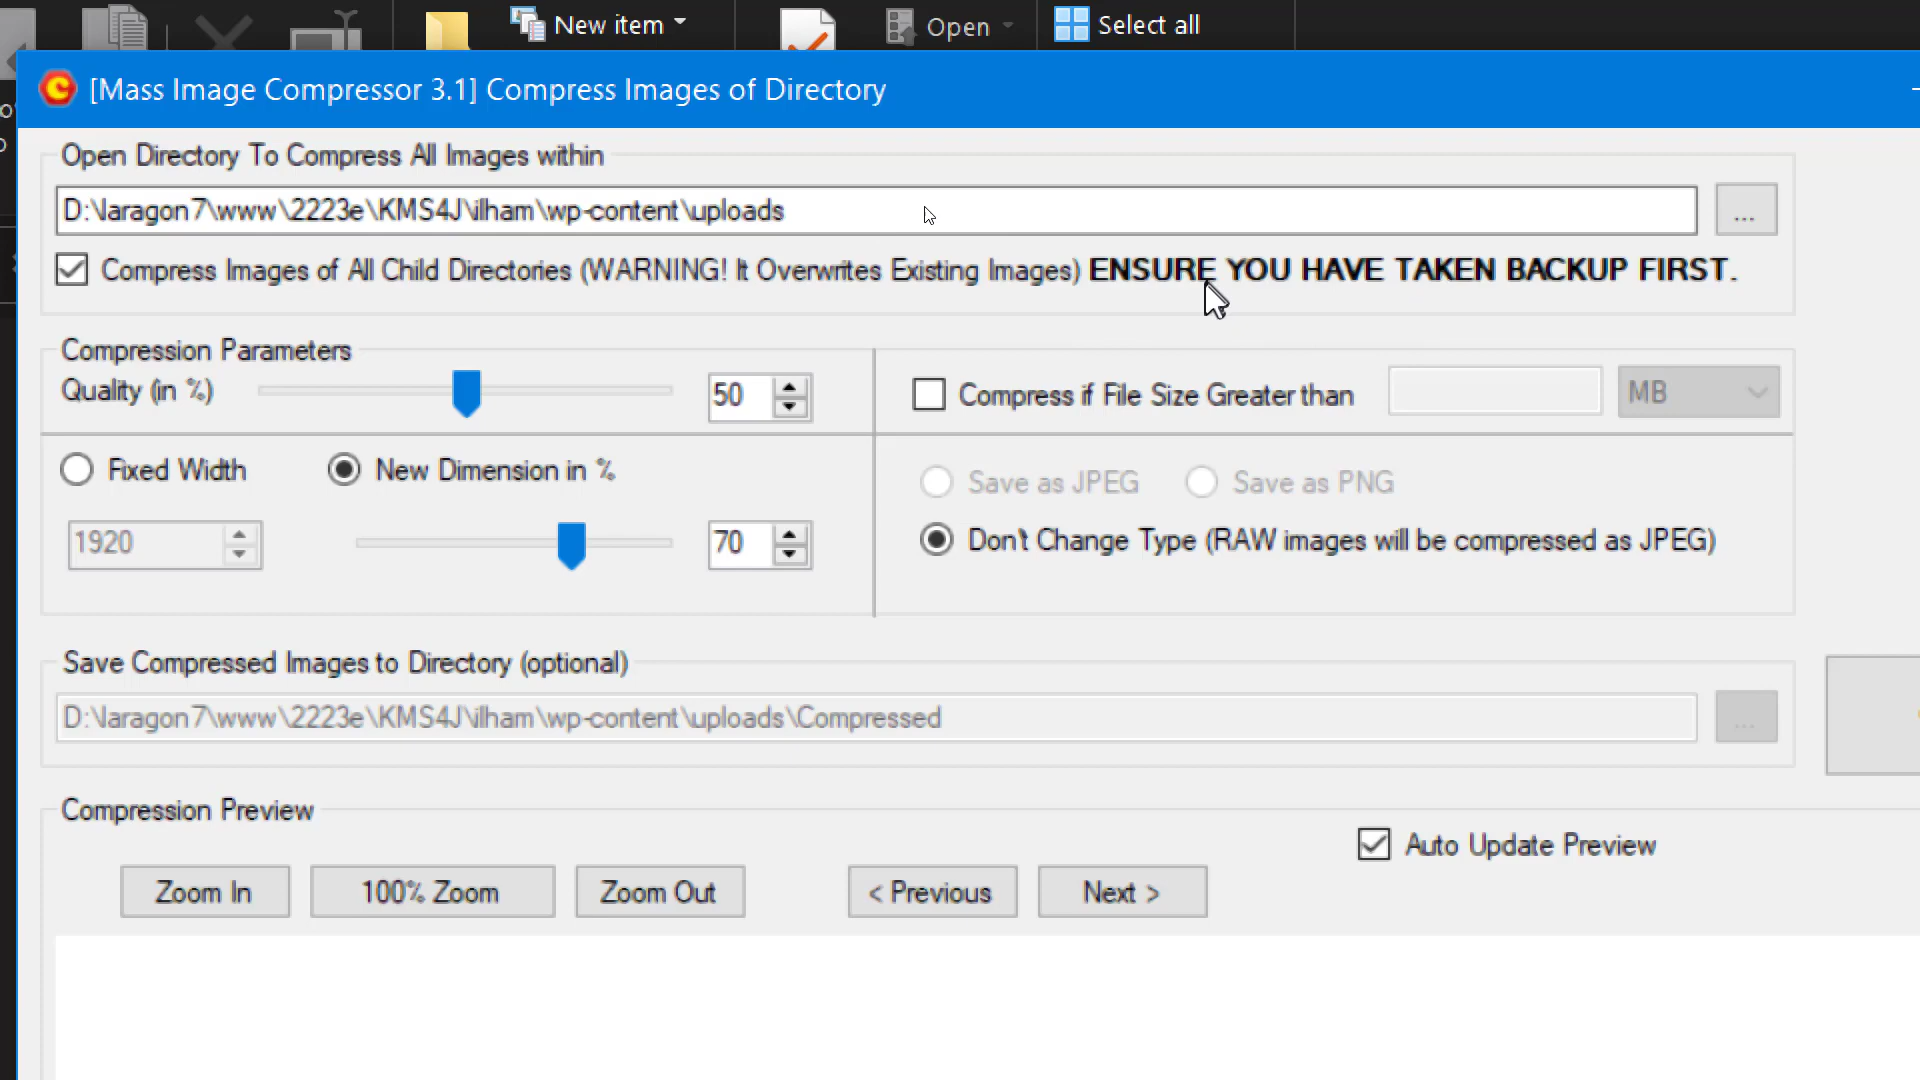 New item
Open
Select all
[Mass Image Compressor 3.1] Compress Images of Directory
Open Directory To Compress All Images within
D:\laragon7\www\2223e\KMS4J\ilham\wp-content\uploads
...
Compress Images of All Child Directories (WARNING! It Overwrites Existing Images) ENSURE YOU HAVE TAKEN BACKUP FIRST.
Compression Parameters
Quality (in %)
50
Compress if File Size Greater than
MB
Fixed Width
New Dimension in %
Save as JPEG
Save as PNG
1920
70
Don't Change Type (RAW images will be compressed as JPEG)
Save Compressed Images to Directory (optional)
D:\laragon7\www\2223e\KMS4J\ilham\wp-content\uploads\Compressed
...
Compression Preview
Auto Update Preview
Zoom In
100% Zoom
Zoom Out
< Previous
Next >